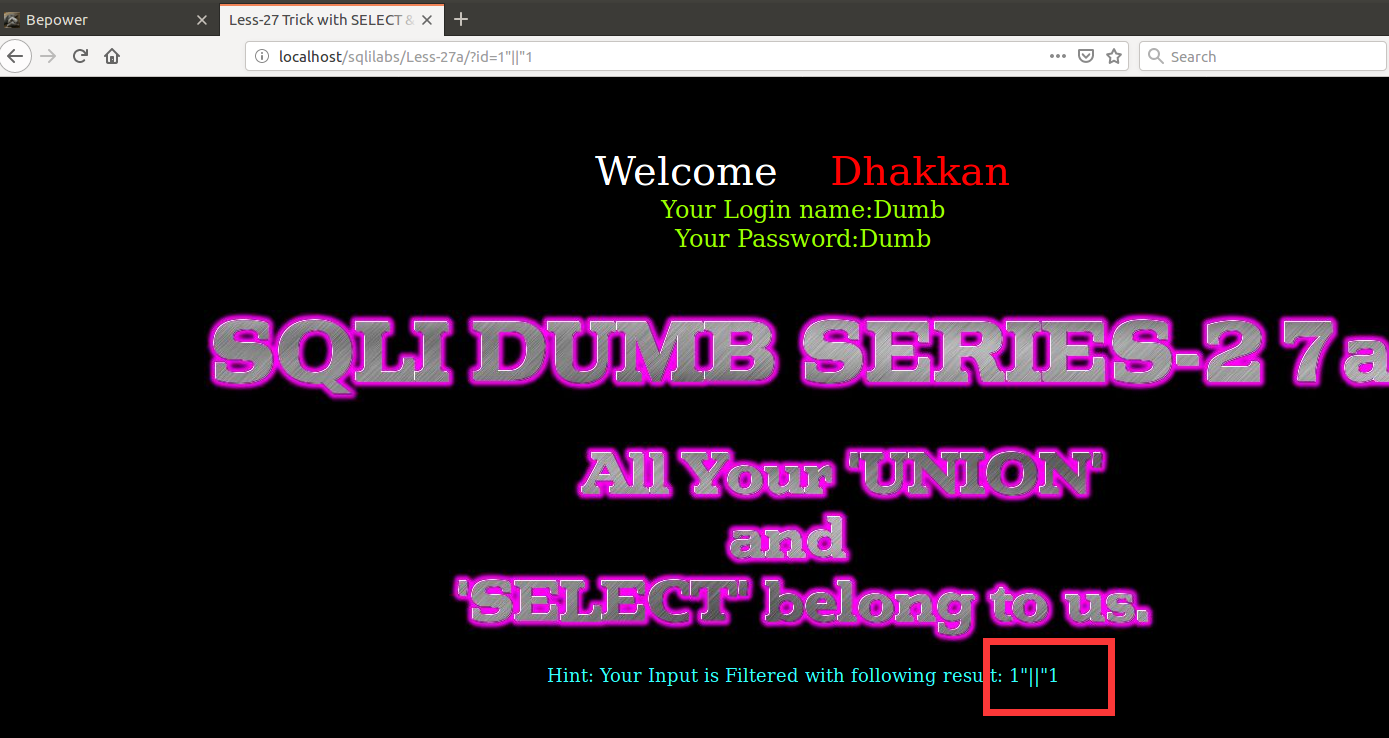 Bepower
Less-27 Trick with SELECT &
localhost/sqlilabs/Less-27a/?id=1"||"1
Search
Welcome Dhakkan
Your Login name:Dumb
Your Password:Dumb
SQLI DUMB SERIES-27a
All Your 'UNION'
and
'SELECT' belong to us.
Hint: Your Input is Filtered with following result: 1"||"1